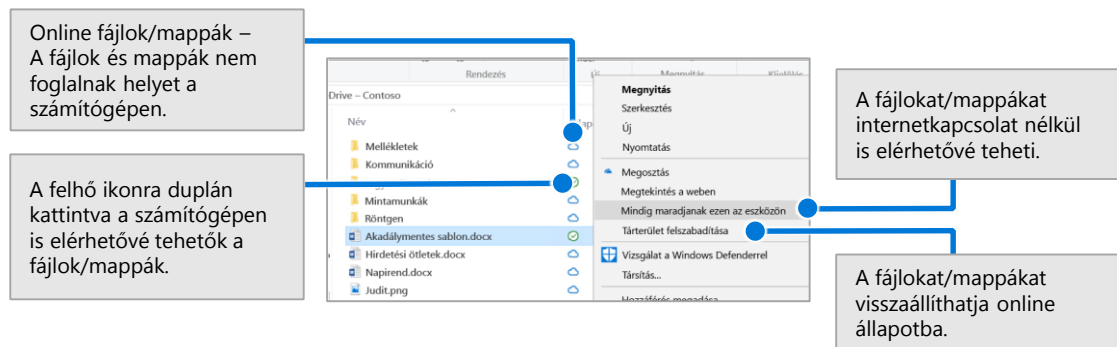 Online fájlok/mappák –
A fájlok és mappák nem
foglalnak helyet a
számítógépen.
A felhő ikonra duplán
kattintva a számítógépen
is elérhetővé tehetők a
fájlok/mappák.
Rendezés
Megnyitás
Kijelölés
Drive – Contoso
Név
Mellékletek
Kommunikáció
Mintamunkák
Röntgen
Akadálymentes sablon.docx
Hirdetési ötletek.docx
Napirend.docx
Judit.png
Megnyitás
Szerkesztés
Új
Nyomtatás
Megosztás
Megtekintés a weben
Mindig maradjanak ezen az eszközön
Tárterület felszabadítása
Vizsgálat a Windows Defenderrel
Társítás...
Hozzáférés megadása
A fájlokat/mappákat
internetkapcsolat nélkül
is elérhetővé teheti.
A fájlokat/mappákat
visszaállíthatja online
állapotba.